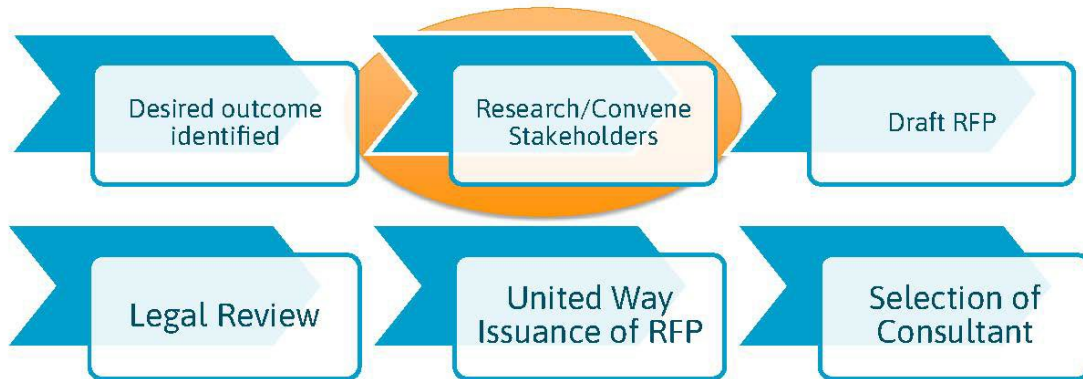 Desired outcome
identified
Research/Convene
Stakeholders
Draft RFP
Legal Review
United Way
Issuance of RFP
Selection of
Consultant